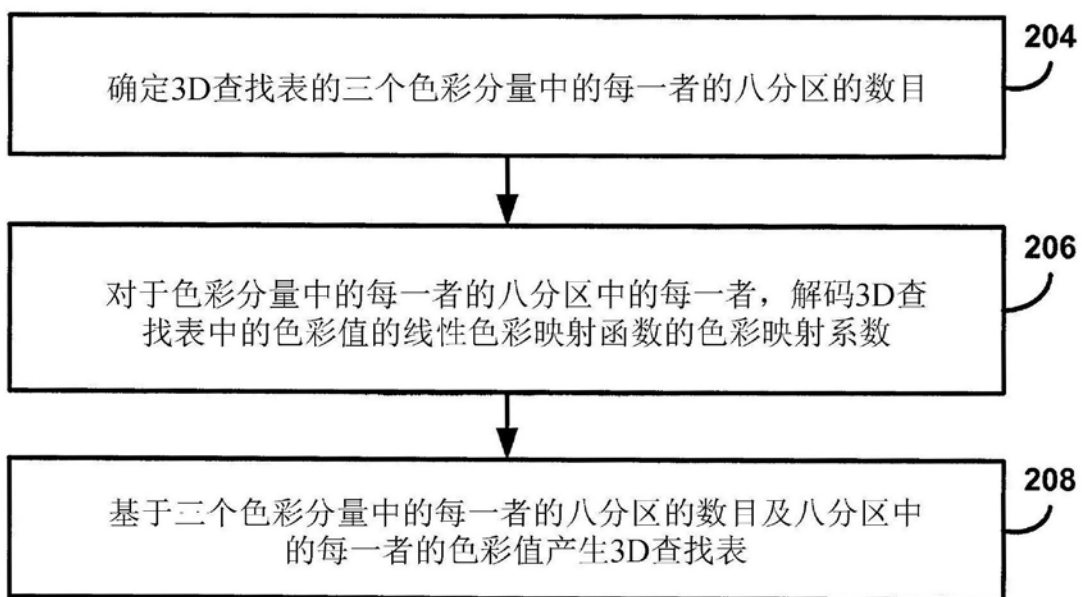 204
确定3D查找表的三个色彩分量中的每一者的八分区的数目
206
对于色彩分量中的每一者的八分区中的每一者，解码3D查
找表中的色彩值的线性色彩映射函数的色彩映射系数
208
基于三个色彩分量中的每一者的八分区的数目及八分区中
的每一者的色彩值产生3D查找表